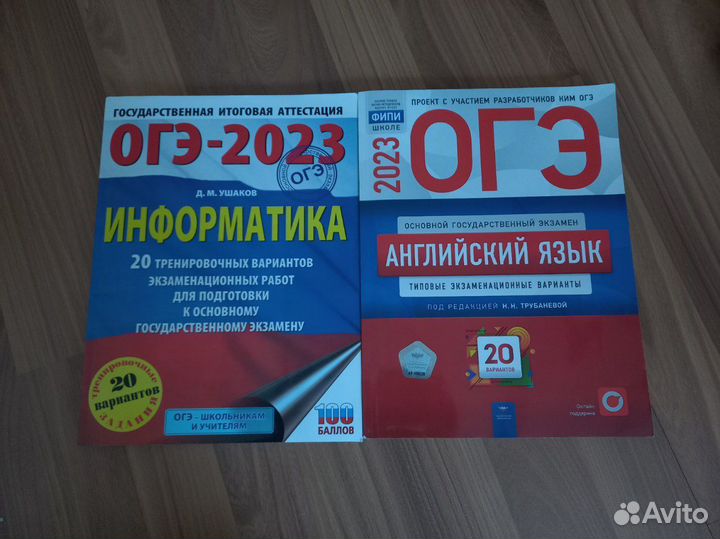 ГОСУДАРСТВЕННАЯ ИТОГОВАЯ АТТЕСТАЦИЯ
ОГЭ-2023
ОГЭ
Д. М. УШАКОВ
ИНФОРМАТИКА
20 ТРЕНИРОВОЧНЫХ ВАРИАНТОВ
ЭКЗАМЕНАЦИОННЫХ РАБОТ
ДЛЯ ПОДГОТОВКИ
К ОСНОВНОМУ
ГОСУДАРСТВЕННОМУ ЭКЗАМЕНУ
тренировочные
20
вариантов
ЗАДАНИЯ
ОГЭ – ШКОЛЬНИКАМ
И УЧИТЕЛЯМ
100
БАЛЛОВ
ПРОЕКТ С УЧАСТИЕМ РАЗРАБОТЧИКОВ КИМ ОГЭ
ФИПИ
ШКОЛЕ
2023
ОГЭ
ОСНОВНОЙ ГОСУДАРСТВЕННЫЙ ЭКЗАМЕН
АНГЛИЙСКИЙ ЯЗЫК
ТИПОВЫЕ ЭКЗАМЕНАЦИОННЫЕ ВАРИАНТЫ
ПОД РЕДАКЦИЕЙ Н. Н. ТРУБАНЕВОЙ
20
ВАРИАНТОВ
Онлайн
поддержка
Avito